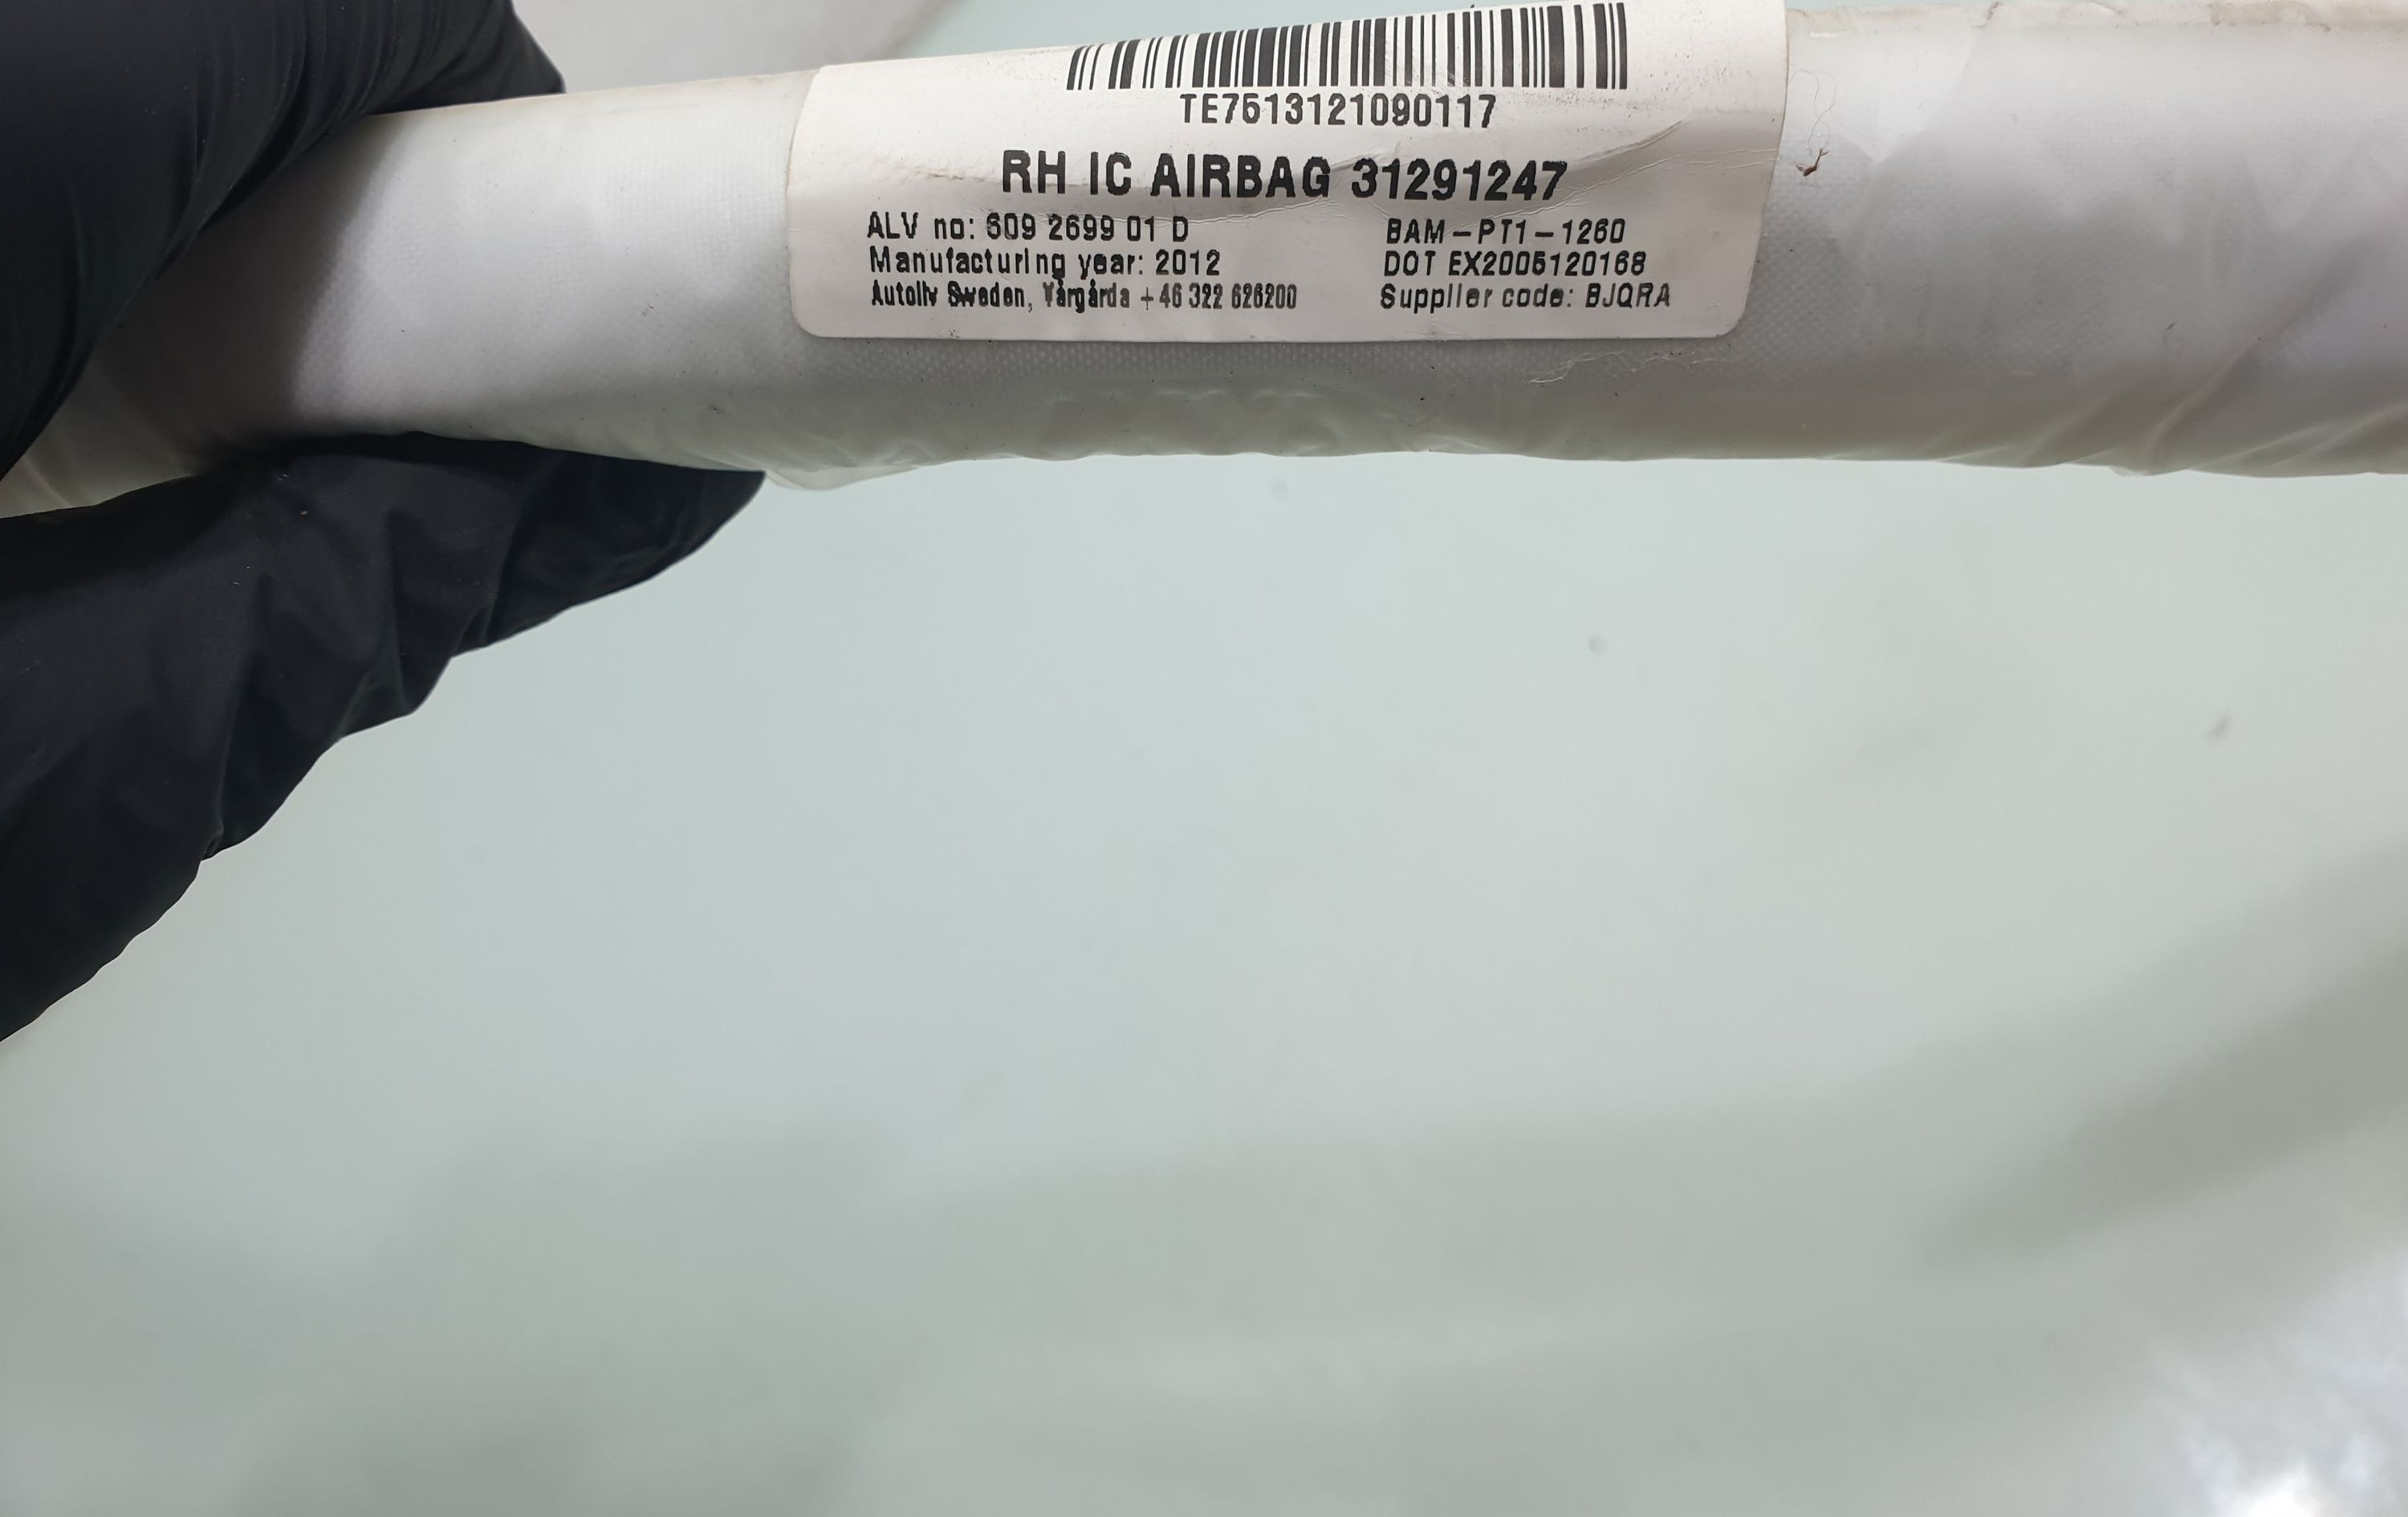 TE7513121090117
RH IC AIRBAG 31291247
ALV no: 609 2699 01 D
BAM-PT1-1260
Manufacturing year: 2012
DOT EX2005120168
Autoliv Sweden, Vårgårda +46 322 626200
Supplier code: BJQRA